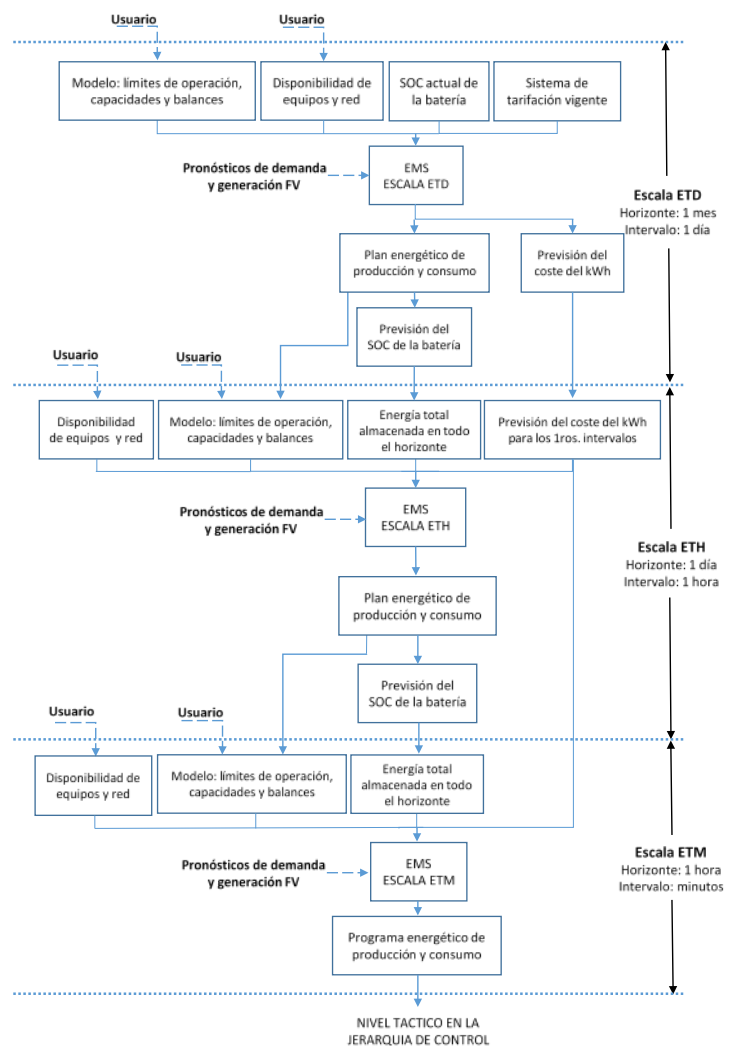 Usuario
Usuario
Modelo: límites de operación,
capacidades y balances
Disponibilidad de
equipos y red
SOC actual de
la batería
Sistema de
tarifación vigente
Pronósticos de demanda
y generación FV
EMS
ESCALA ETD
Escala ETD
Horizonte: 1 mes
Intervalo: 1 día
Plan energético de
producción y consumo
Previsión del
coste del kWh
Previsión del
SOC de la batería
Usuario
Usuario
Disponibilidad
de equipos y red
Modelo: límites de operación,
capacidades y balances
Energía total
almacenada en todo
el horizonte
Previsión del coste del kWh
para los 1ros. intervalos
Pronósticos de demanda
y generación FV
EMS
ESCALA ETH
Escala ETH
Horizonte: 1 día
Intervalo: 1 hora
Plan energético de
producción y consumo
Previsión del
SOC de la batería
Usuario
Usuario
Disponibilidad de
equipos y red
Modelo: límites de operación,
capacidades y balances
Energía total
almacenada en todo el
horizonte
Pronósticos de demanda
y generación FV
EMS
ESCALA ETM
Escala ETM
Horizonte: 1 hora
Intervalo: minutos
Programa energético de
producción y consumo
NIVEL TACTICO EN LA
JERARQUIA DE CONTROL